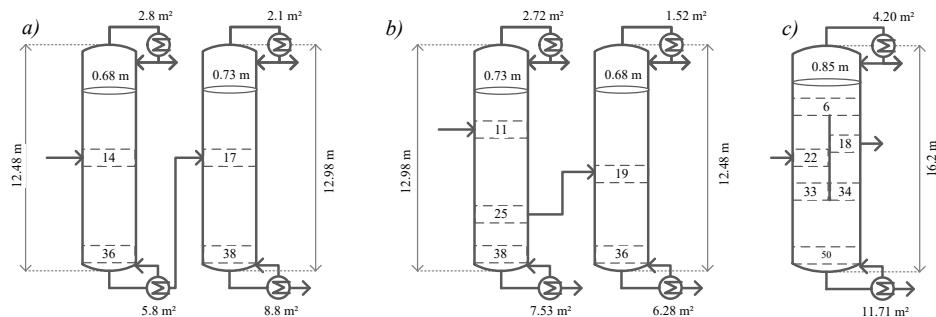 a)
2.8 m²
2.1 m²
12.48 m
0.68 m
0.73 m
14
17
36
38
12.98 m
5.8 m²
8.8 m²
b)
2.72 m²
1.52 m²
12.98 m
0.73 m
0.68 m
11
19
25
38
36
12.48 m
7.53 m²
6.28 m²
c)
4.20 m²
0.85 m
6
18
22
33
34
50
16.2 m
11.71 m²